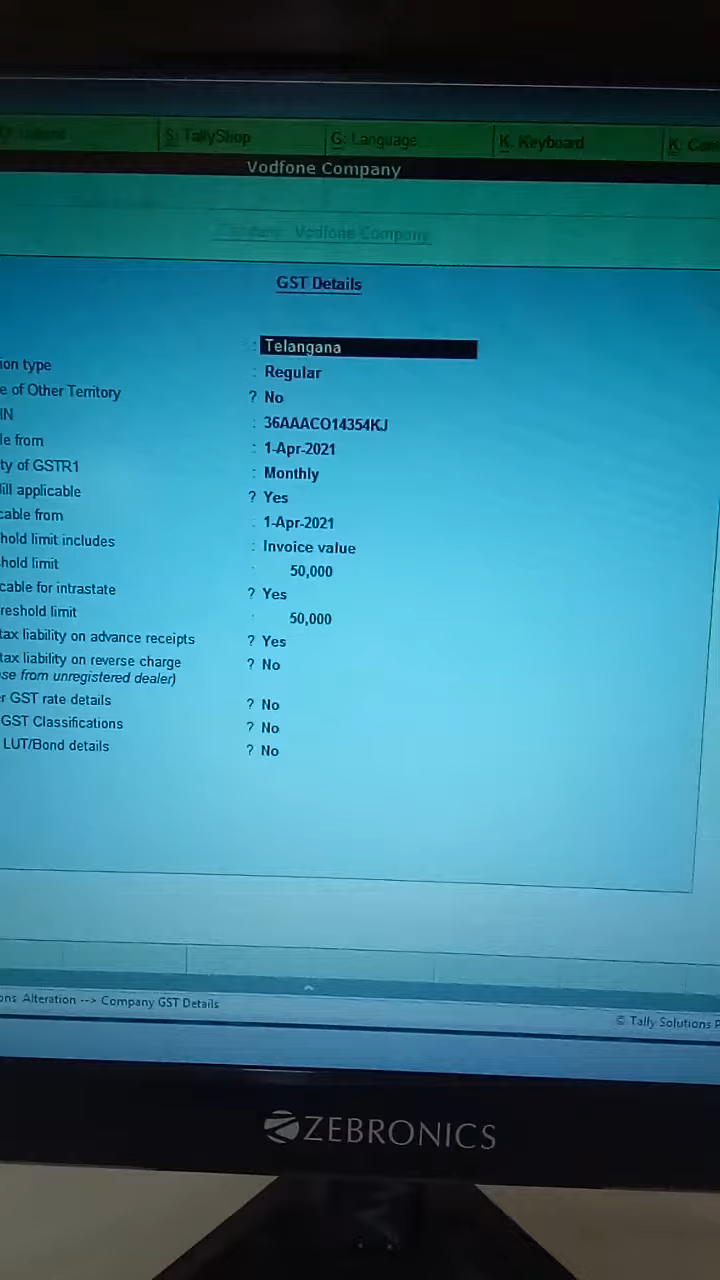 S: TallyShop G: Language K: Keyboard K:
Vodfone Company
Company: Vodfone Company
GST Details
: Telangana
ion type : Regular
e of Other Territory ? No
IN : 36AAACO14354KJ
le from : 1-Apr-2021
ty of GSTR1 : Monthly
ill applicable ? Yes
cable from : 1-Apr-2021
hold limit includes : Invoice value
hold limit : 50,000
cable for intrastate ? Yes
reshold limit : 50,000
tax liability on advance receipts ? Yes
tax liability on reverse charge ? No
se from unregistered dealer)
r GST rate details ? No
GST Classifications ? No
LUT/Bond details ? No
ons Alteration --> Company GST Details
© Tally Solutions P
ZEBRONICS